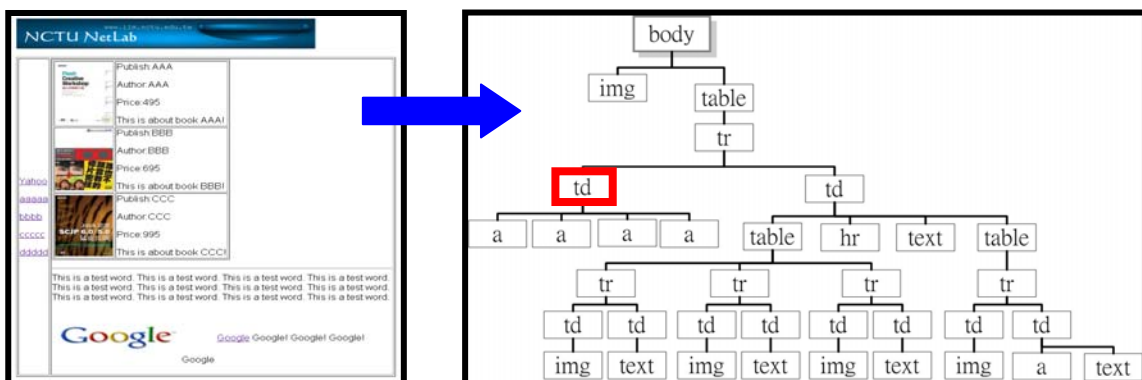 www.114.nctu.edu.tw
NCTU NetLab
Publish:AAA
Author:AAA
Price:495
This is about book AAA!
Publish:BBB
Author:BBB
Price:695
This is about book BBB!
Publish:CCC
Author:CCC
Price:995
This is about book CCC!
Yahoo
aaaaa
bbbb
ccccc
ddddd
This is a test word. This is a test word. This is a test word. This is a test word.
This is a test word. This is a test word. This is a test word. This is a test word.
This is a test word. This is a test word. This is a test word. This is a test word.
Google
Google Google! Google! Google!
Google
body
img
table
tr
td
td
a a a a
table hr text table
tr tr tr tr
td td td td td td td td
img text img text img text img a text